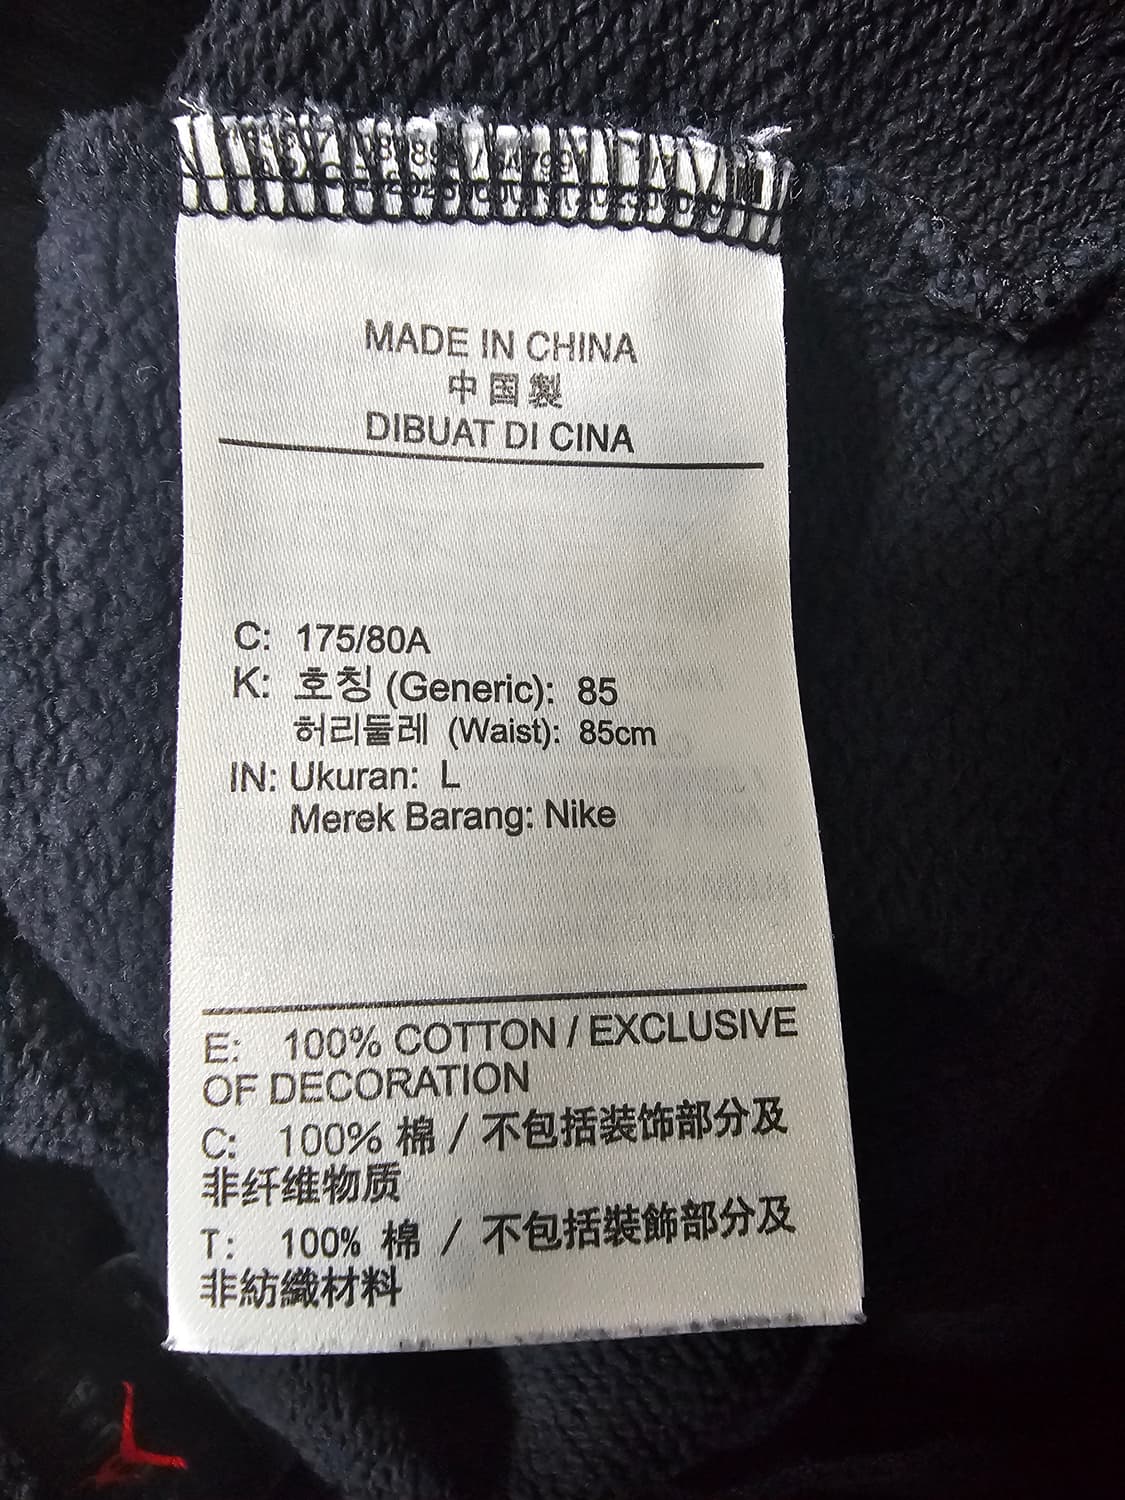 MADE IN CHINA
中国製
DIBUAT DI CINA
C: 175/80A
K: 호칭 (Generic): 85
허리둘레 (Waist): 85cm
IN: Ukuran: L
Merek Barang: Nike
E: 100% COTTON / EXCLUSIVE
OF DECORATION
C: 100% 棉 / 不包括装饰部分及
非纤维物质
T: 100% 棉 / 不包括裝飾部分及
非紡織材料